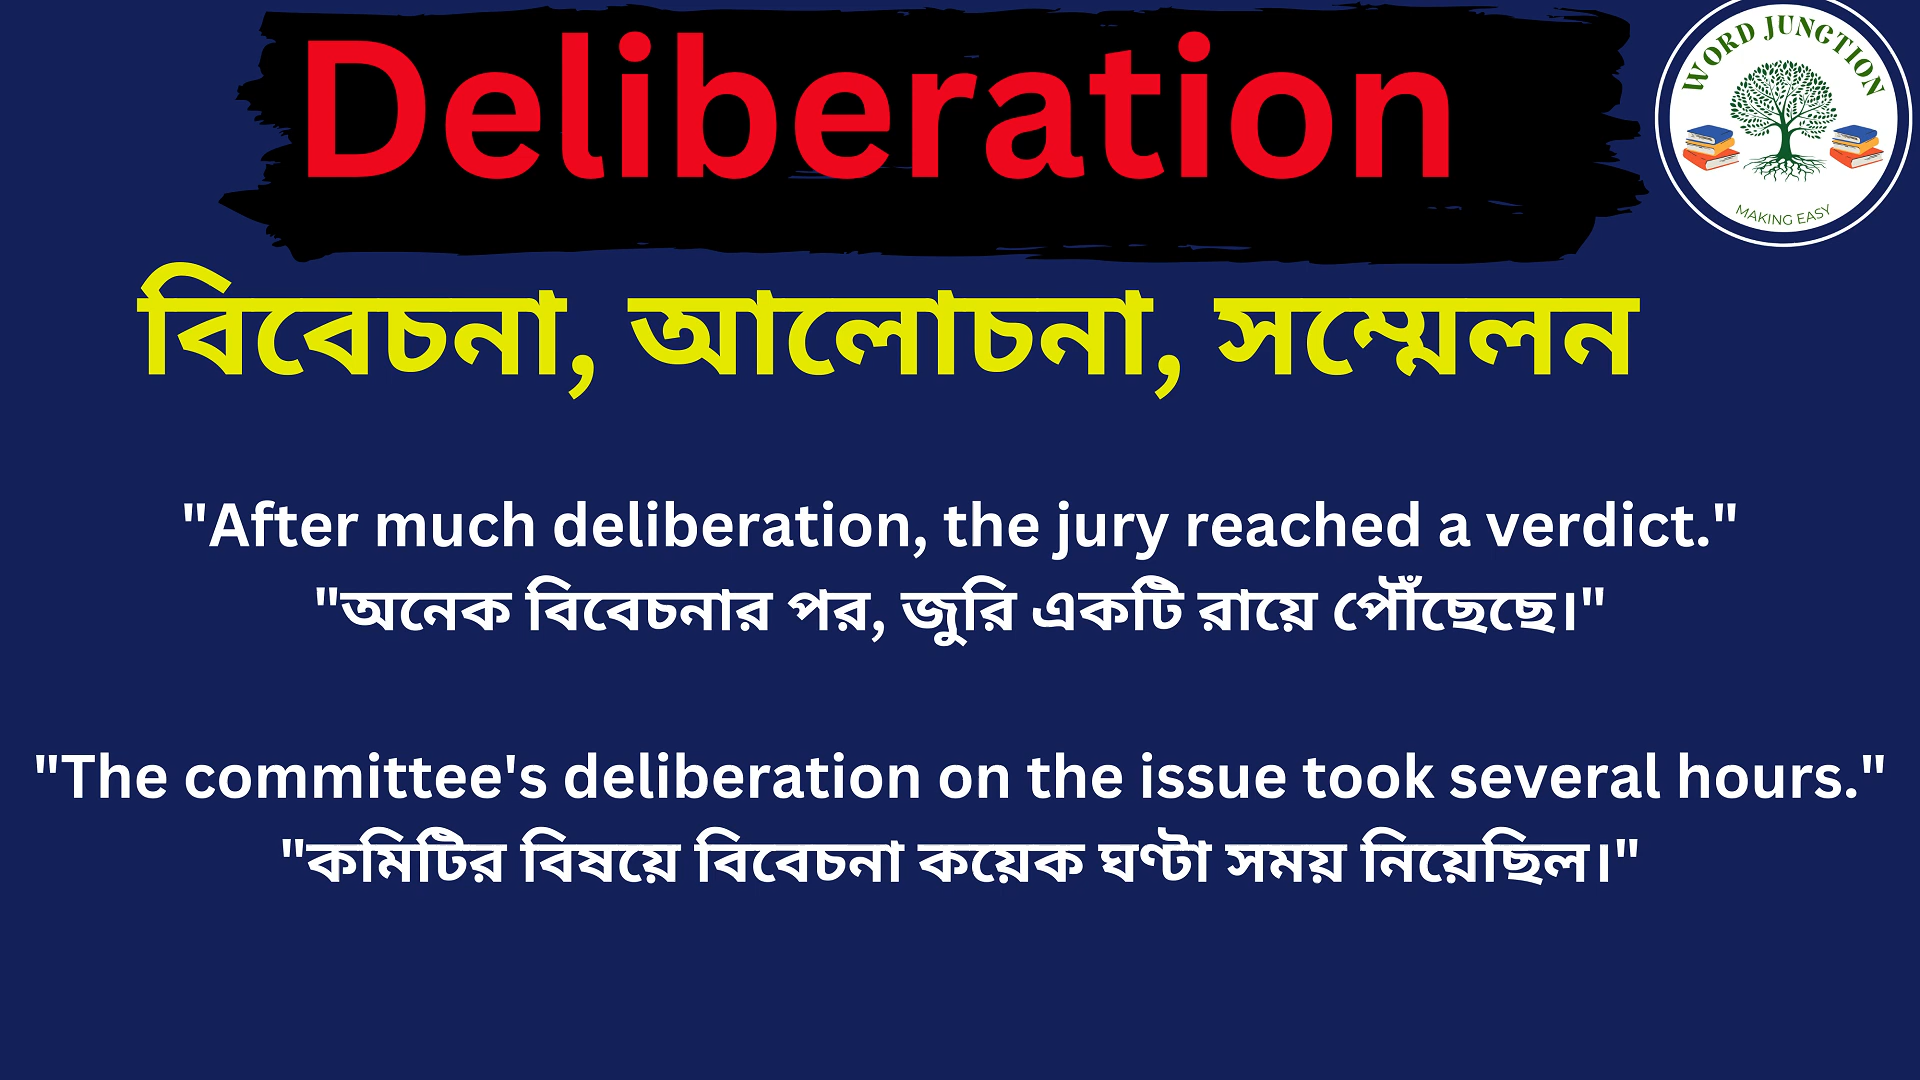 Deliberation
WORD JUNCTION
MAKING EASY
বিবেচনা, আলোচনা, সম্মেলন
"After much deliberation, the jury reached a verdict."
"অনেক বিবেচনার পর, জুরি একটি রায়ে পৌঁছেছে।"
"The committee's deliberation on the issue took several hours."
"কমিটির বিষয়ে বিবেচনা কয়েক ঘণ্টা সময় নিয়েছিল।"